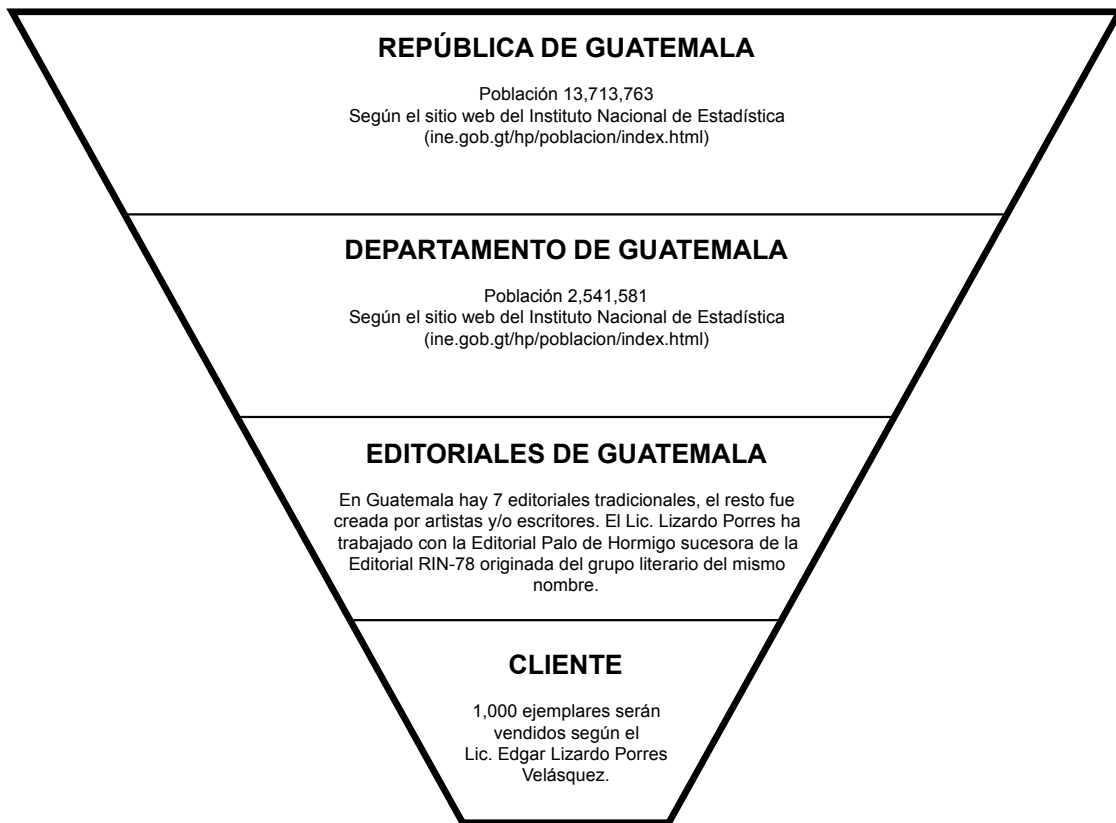 REPÚBLICA DE GUATEMALA
Población 13,713,763
Según el sitio web del Instituto Nacional de Estadística
(ine.gob.gt/hp/poblacion/index.html)
DEPARTAMENTO DE GUATEMALA
Población 2,541,581
Según el sitio web del Instituto Nacional de Estadística
(ine.gob.gt/hp/poblacion/index.html)
EDITORIALES DE GUATEMALA
En Guatemala hay 7 editoriales tradicionales, el resto fue
creada por artistas y/o escritores. El Lic. Lizardo Porres ha
trabajado con la Editorial Palo de Hormigo sucesora de la
Editorial RIN-78 originada del grupo literario del mismo
nombre.
CLIENTE
1,000 ejemplares serán
vendidos según el
Lic. Edgar Lizardo Porres
Velásquez.